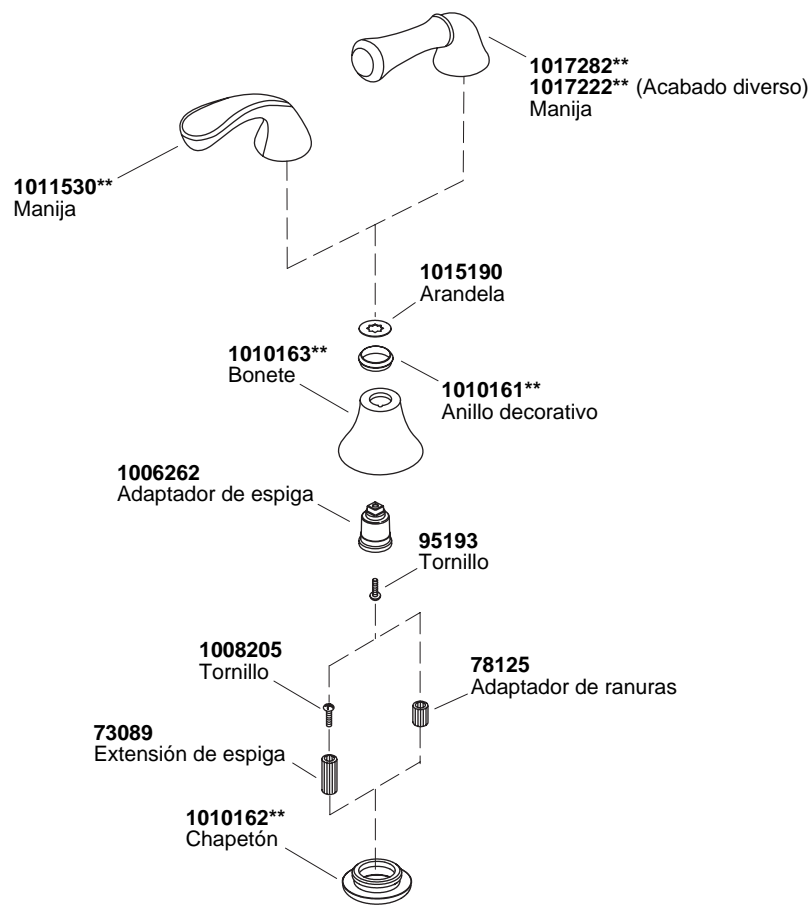 1017282**
1017222** (Acabado diverso)
Manija
1011530**
Manija
1015190
Arandela
1010163**
Bonete
1010161**
Anillo decorativo
1006262
Adaptador de espiga
95193
Tornillo
1008205
Tornillo
78125
Adaptador de ranuras
73089
Extensión de espiga
1010162**
Chapetón